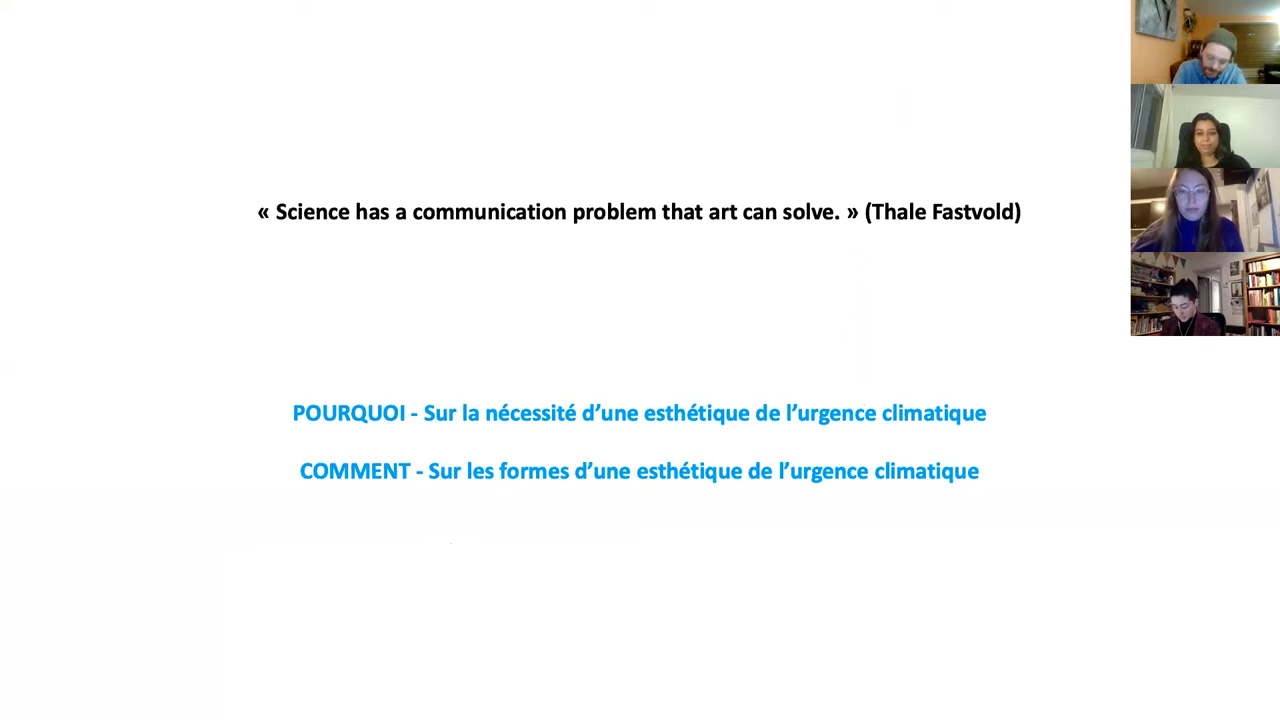 « Science has a communication problem that art can solve. » (Thale Fastvold)
POURQUOI - Sur la nécessité d’une esthétique de l’urgence climatique
COMMENT - Sur les formes d’une esthétique de l’urgence climatique